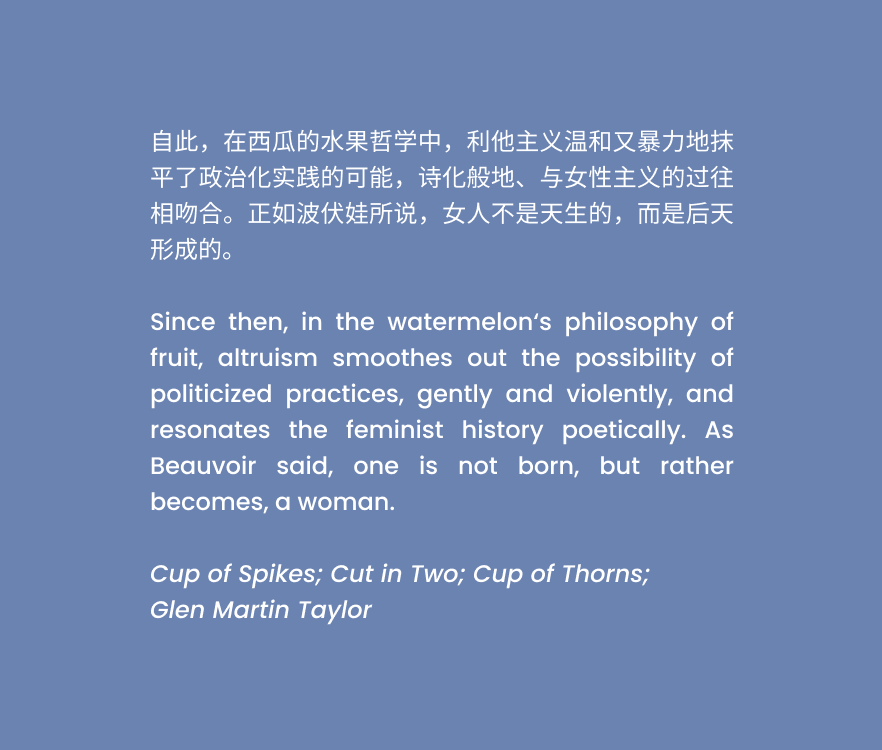 自此，在西瓜的水果哲学中，利他主义温和又暴力地抹
平了政治化实践的可能，诗化般地、与女性主义的过往
相吻合。正如波伏娃所说，女人不是天生的，而是后天
形成的。
Since then, in the watermelon‘s philosophy of
fruit, altruism smoothes out the possibility of
politicized practices, gently and violently, and
resonates the feminist history poetically. As
Beauvoir said, one is not born, but rather
becomes, a woman.
Cup of Spikes; Cut in Two; Cup of Thorns;
Glen Martin Taylor